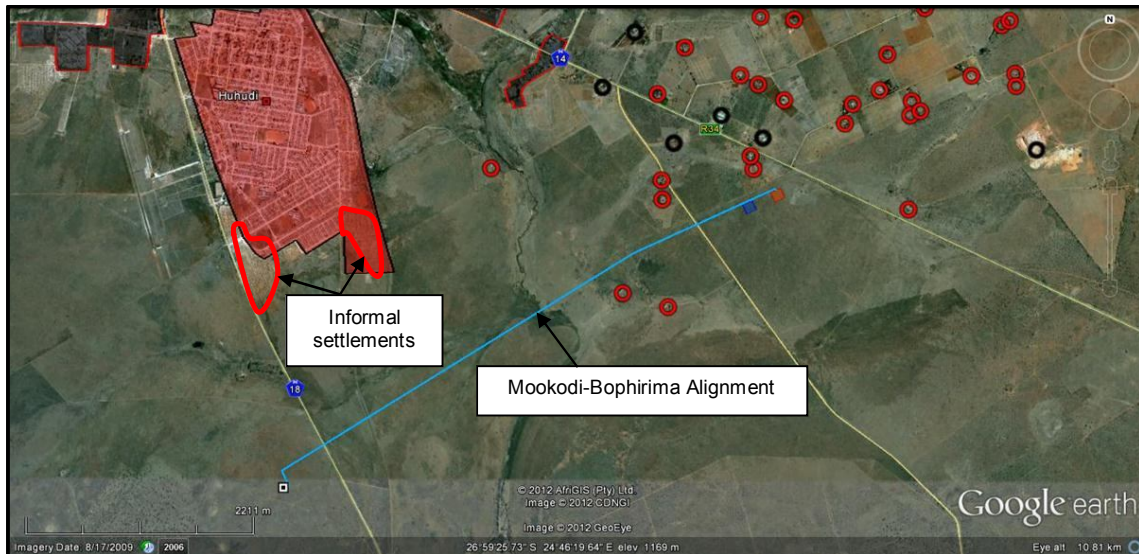 N
14
Huhudi
R34
Informal
settlements
Mookodi-Bophirima Alignment
18
© 2012 AfriGIS (Pty) Ltd.
Image © 2012 CDNGI
Image © 2012 GeoEye
Google earth
2211 m
Imagery Date: 8/17/2009 2006 26°59'25.73" S 24°46'19.64" E elev 1169 m Eye alt 10.81 km